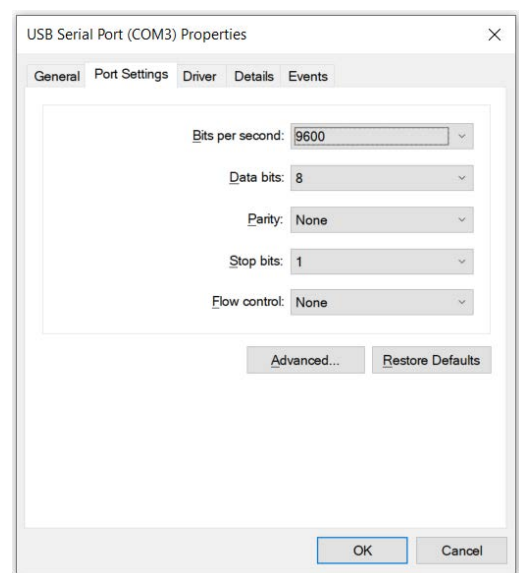 USB Serial Port (COM3) Properties
General Port Settings Driver Details Events
Bits per second: 9600
Data bits: 8
Parity: None
Stop bits: 1
Flow control: None
Advanced... Restore Defaults
OK Cancel